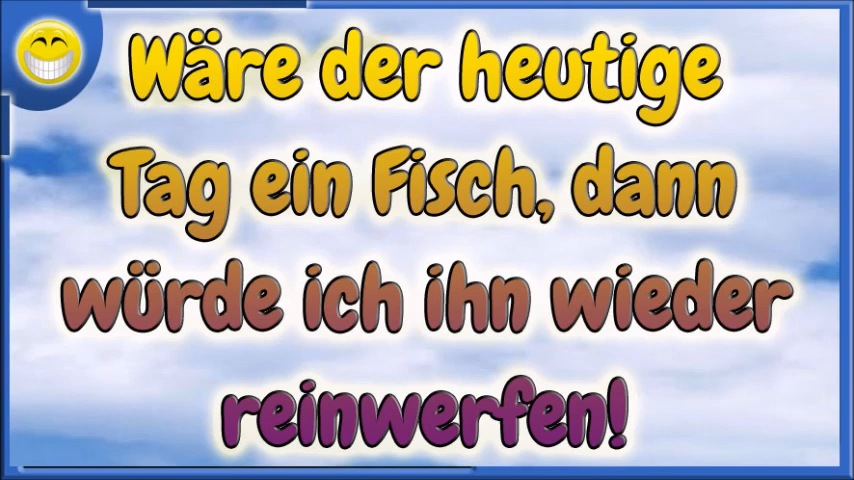 Wäre der heutige
Tag ein Fisch, dann
würde ich ihn wieder
reinwerfen!